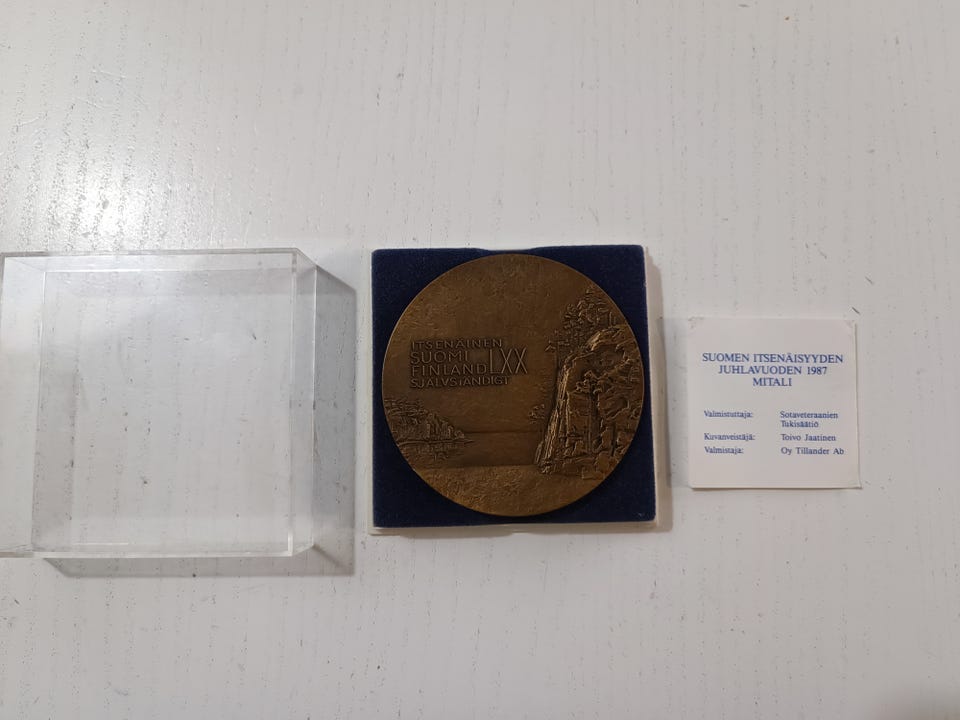 ITSENÄINEN
SUOMI
FINLAND LXX
SJÄLVSTÄNDIGT
SUOMEN ITSENÄISYYDEN
JUHLAVUODEN 1987
MITALI
Valmistuttaja: Sotaveteraanien
Tukisäätiö
Kuvanveistäjä: Toivo Jaatinen
Valmistaja: Oy Tillander Ab